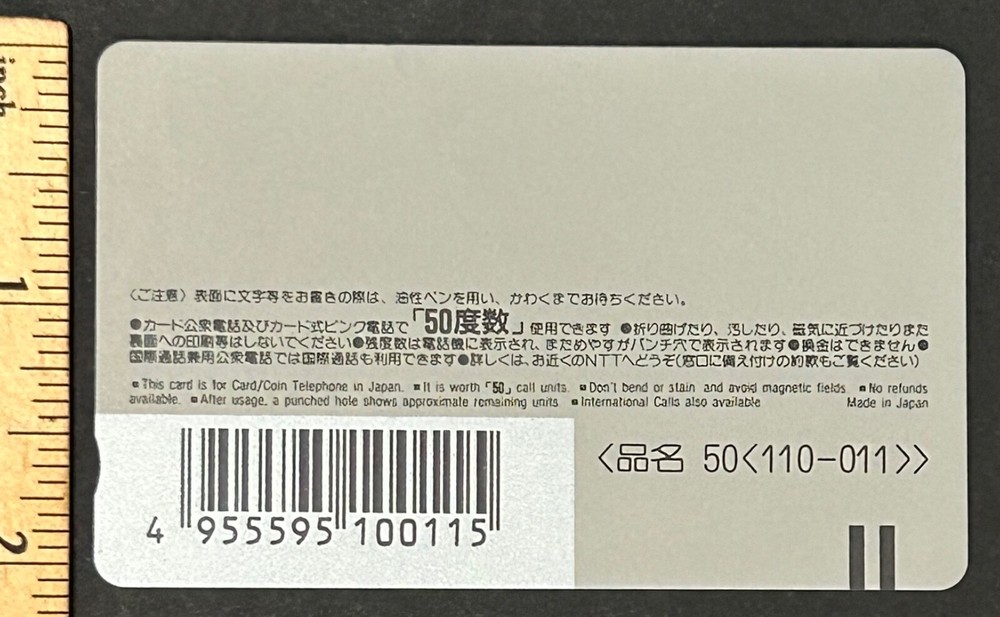 inch
1
2
〈ご注意〉表面に文字等をお書きの際は、油性ペンを用い、かわくまでお待ちください。
●カード公衆電話及びカード式ピンク電話で「50度数」使用できます ●折り曲げたり、汚したり、磁気に近づけたりまた
裏面への印刷等はしないでください●残度数は電話機に表示され、まためやすがパンチ穴で表示されます●換金はできません●
国際通話兼用公衆電話では国際通話も利用できます●詳しくは、お近くのNTTへどうぞ(窓口に備え付けの約款もご覧ください)
▪This card is for Card/Coin Telephone in Japan. ▪It is worth「50」call units. ▪Don't bend or stain and avoid magnetic fields. ▪No refunds
available. ▪After usage, a punched hole shows approximate remaining units. ▪International Calls also available. Made in Japan
〈品名 50〈110-011〉〉
4 955595 100115